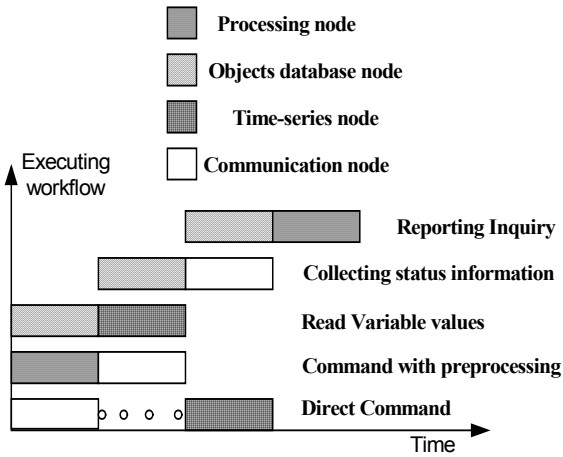 Processing node
Objects database node
Time-series node
Communication node
Executing
workflow
Reporting Inquiry
Collecting status information
Read Variable values
Command with preprocessing
Direct Command
Time